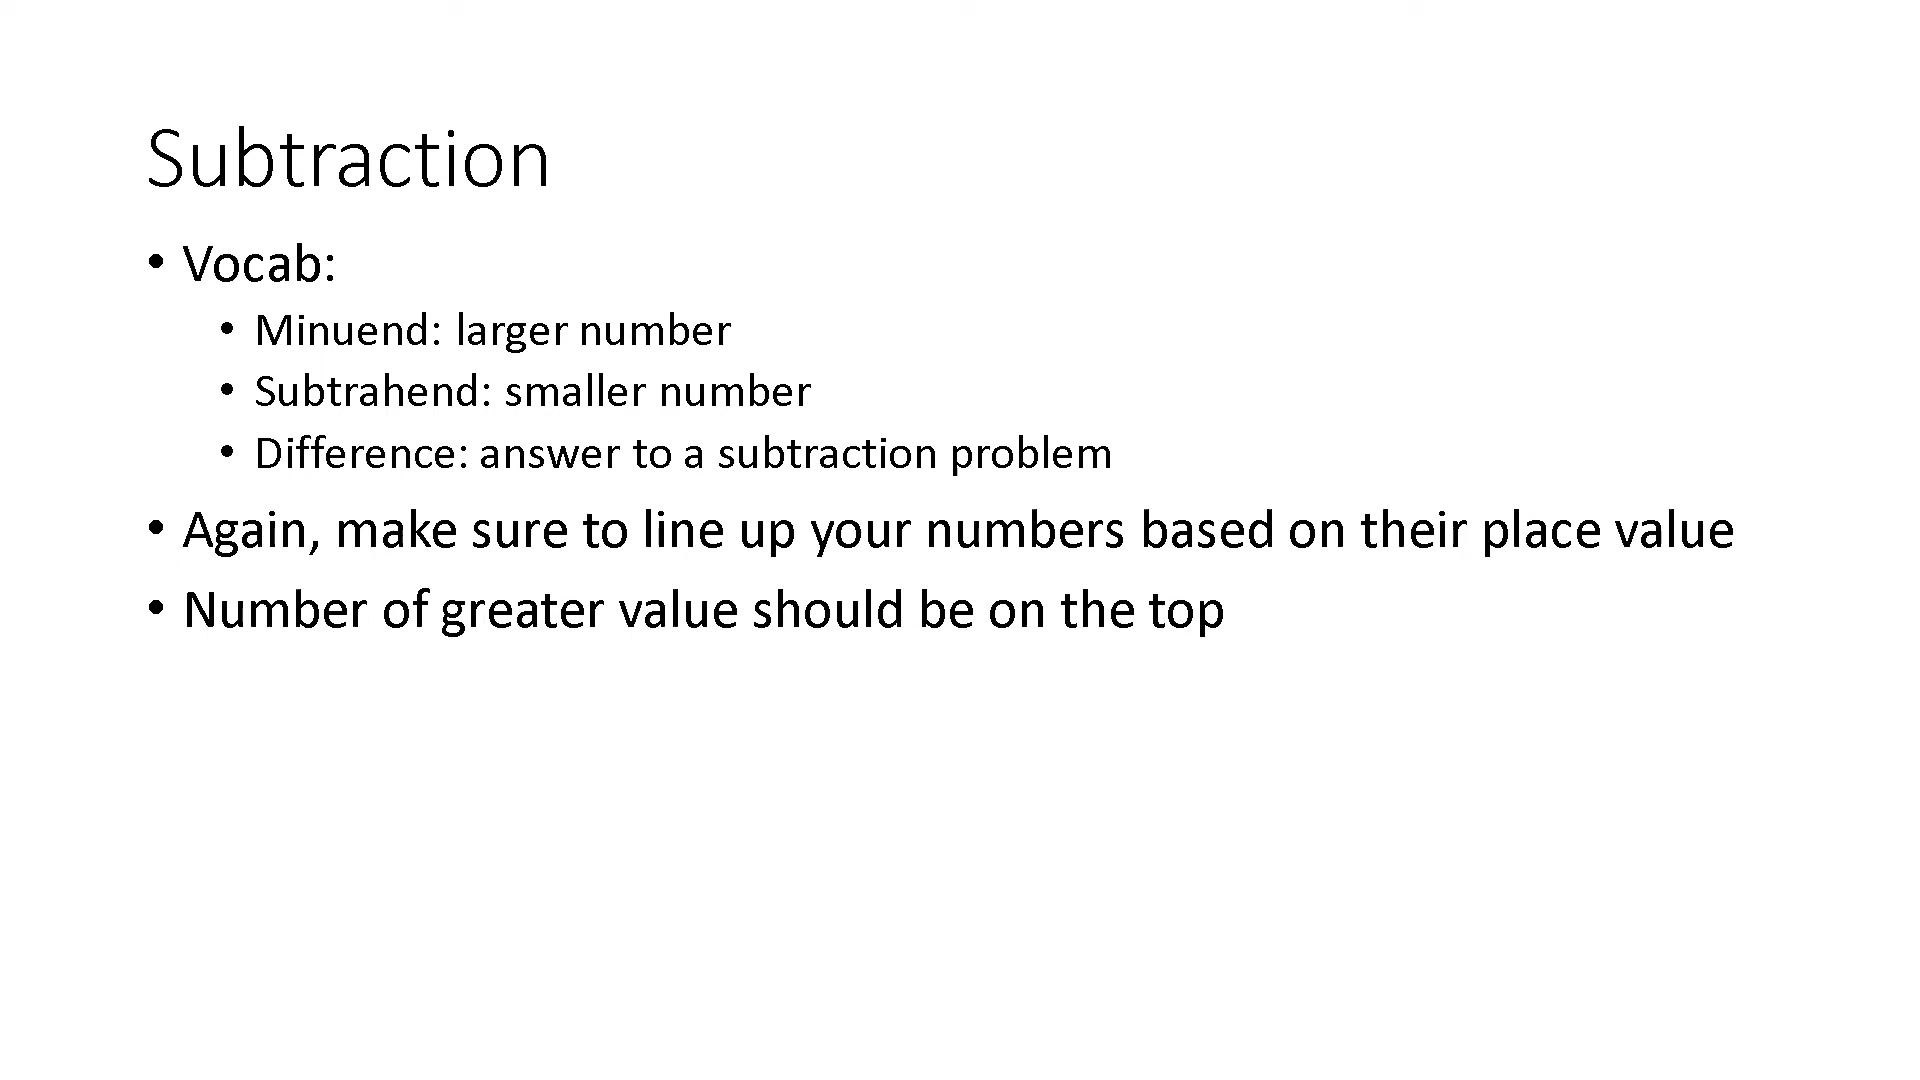 Subtraction
• Vocab:
• Minuend: larger number
• Subtrahend: smaller number
• Difference: answer to a subtraction problem
• Again, make sure to line up your numbers based on their place value
• Number of greater value should be on the top